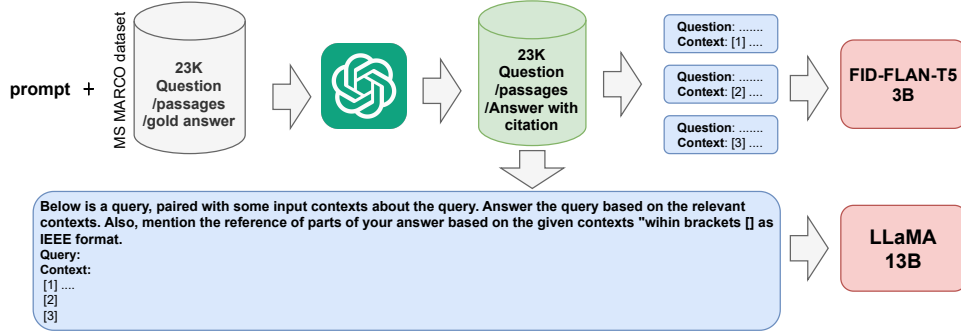 prompt +
MS MARCO dataset
23K
Question
/passages
/gold answer
23K
Question
/passages
/Answer with
citation
Question: .......
Context: [1] ....
Question: .......
Context: [2] ....
Question: .......
Context: [3] ....
FID-FLAN-T5
3B
Below is a query, paired with some input contexts about the query. Answer the query based on the relevant
contexts. Also, mention the reference of parts of your answer based on the given contexts "wihin brackets [] as
IEEE format.
Query:
Context:
[1] ....
[2]
[3]
LLaMA
13B